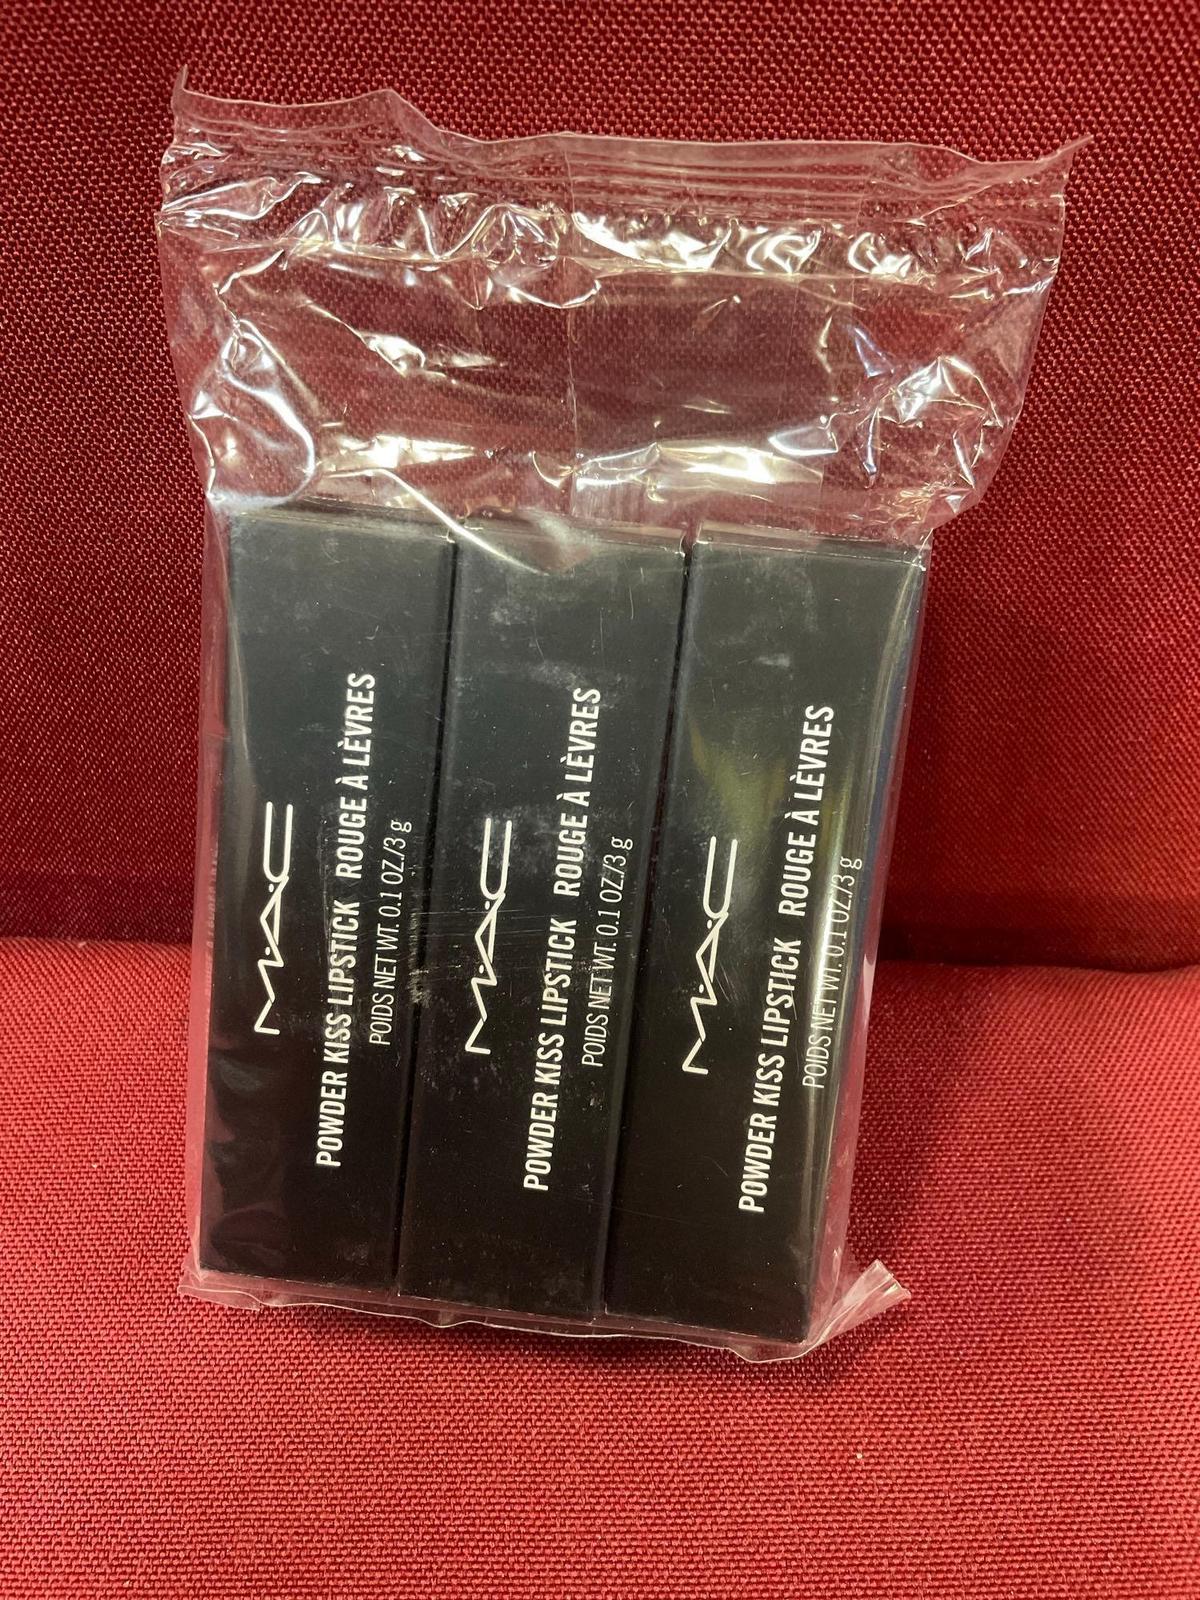 MAC
POWDER KISS LIPSTICK ROUGE À LÈVRES
POIDS NET WT. 0.1 OZ./3 g
MAC
POWDER KISS LIPSTICK ROUGE À LÈVRES
POIDS NET WT. 0.1 OZ./3 g
MAC
POWDER KISS LIPSTICK ROUGE À LÈVRES
POIDS NET WT. 0.1 OZ./3 g